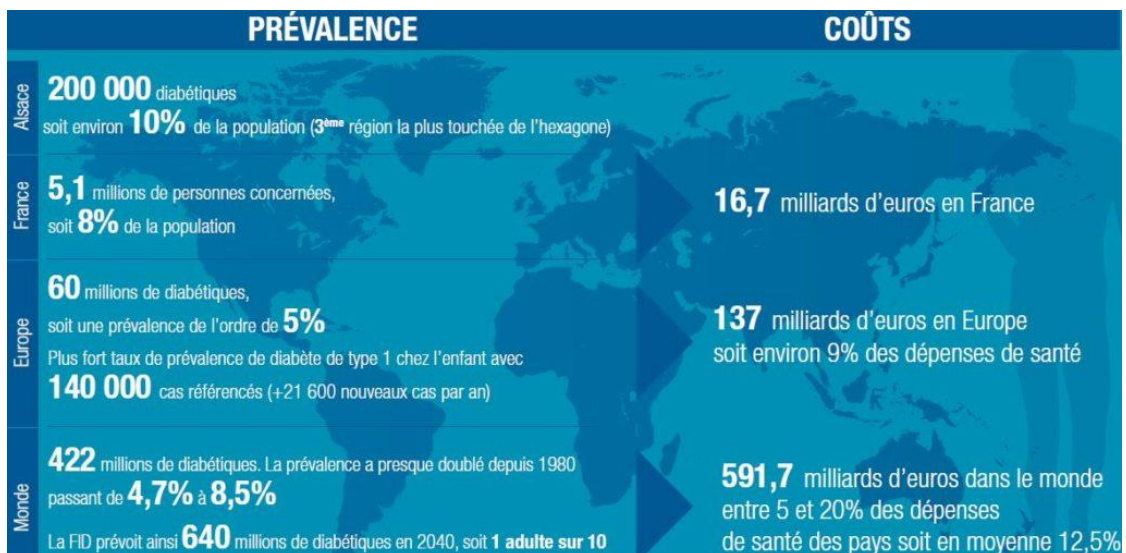 PRÉVALENCE
COÛTS
Alsace
200 000 diabétiques
soit environ 10% de la population (3ème région la plus touchée de l'hexagone)
France
5,1 millions de personnes concernées,
soit 8% de la population
16,7 milliards d'euros en France
Europe
60 millions de diabétiques,
soit une prévalence de l'ordre de 5%
Plus fort taux de prévalence de diabète de type 1 chez l'enfant avec
140 000 cas référencés (+21 600 nouveaux cas par an)
137 milliards d'euros en Europe
soit environ 9% des dépenses de santé
Monde
422 millions de diabétiques. La prévalence a presque doublé depuis 1980
passant de 4,7% à 8,5%
La FID prévoit ainsi 640 millions de diabétiques en 2040, soit 1 adulte sur 10
591,7 milliards d'euros dans le monde
entre 5 et 20% des dépenses
de santé des pays soit en moyenne 12,5%